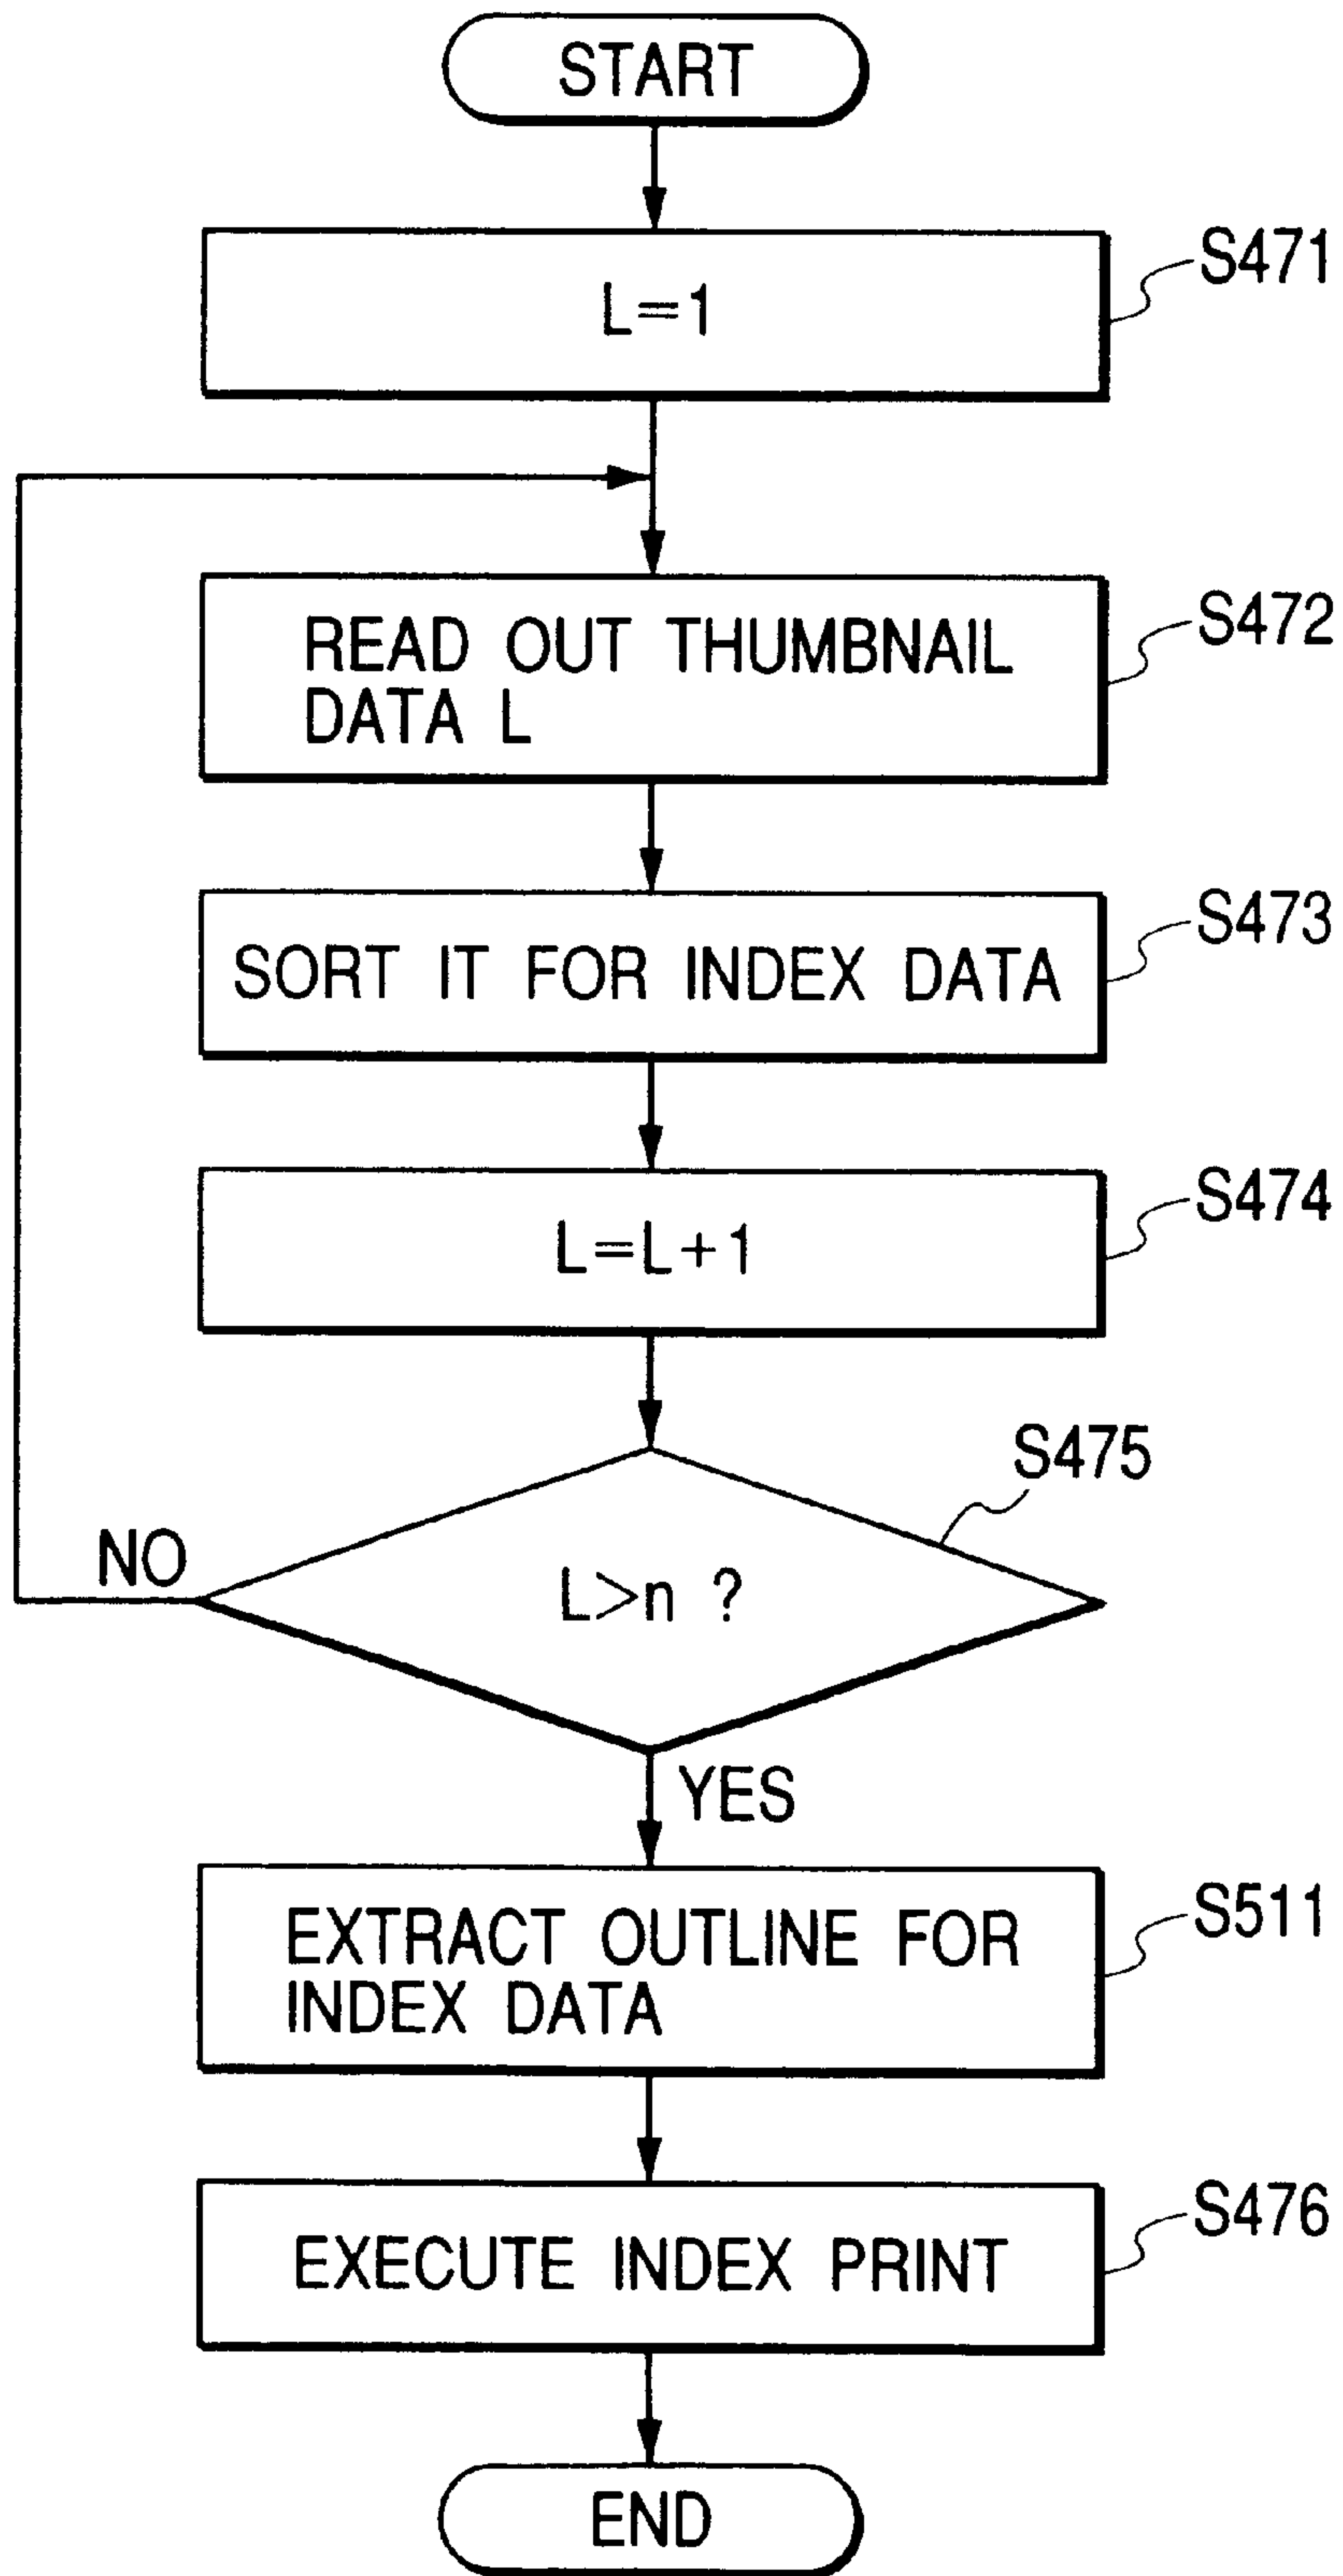 START
L=1
S471
READ OUT THUMBNAIL
DATA L
S472
SORT IT FOR INDEX DATA
S473
L=L+1
S474
S475
NO
L>n ?
YES
EXTRACT OUTLINE FOR
INDEX DATA
S511
EXECUTE INDEX PRINT
S476
END